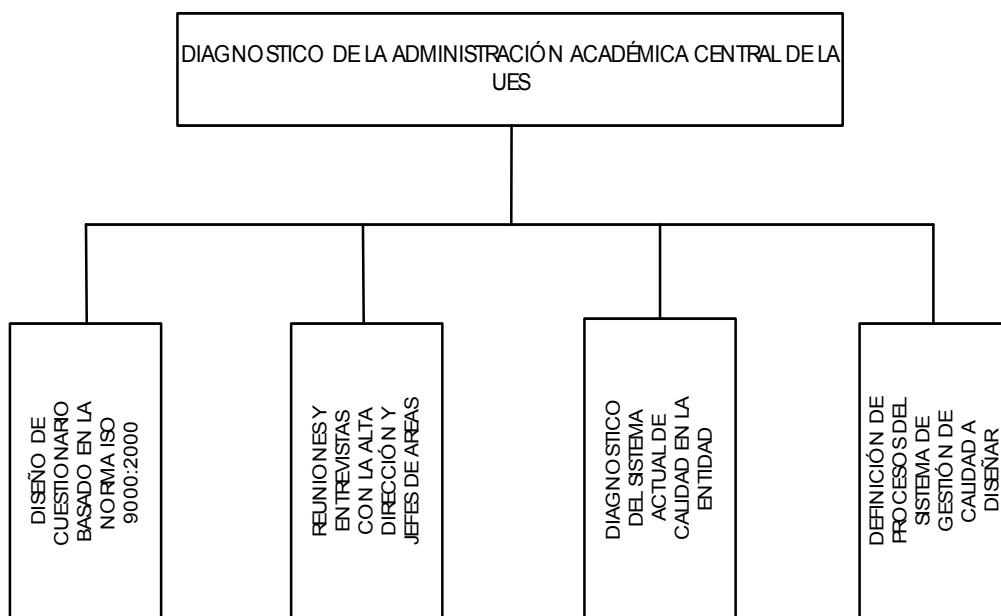 DIAGNOSTICO DE LA ADMINISTRACIÓN ACADÉMICA CENTRAL DE LA
UES
DISEÑO DE
CUESTIONARIO
BASADO EN LA
NORMA ISO
9000:2000
REUNIONES Y
ENTREVISTAS
CON LA ALTA
DIRECCIÓN Y
JEFES DE AREAS
DIAGNOSTICO
DEL SISTEMA
ACTUAL DE
CALIDAD EN LA
ENTIDAD
DEFINICIÓN DE
PROCESOS DEL
SISTEMA DE
GESTIÓN DE
CALIDAD A
DISEÑAR